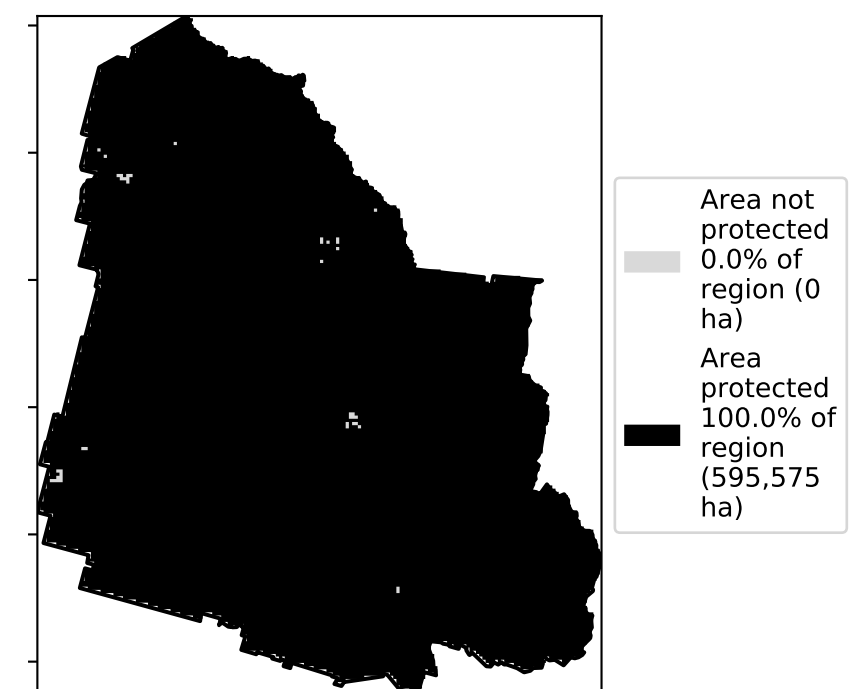 Area not
protected
0.0% of
region (0
ha)
Area
protected
100.0% of
region
(595,575
ha)